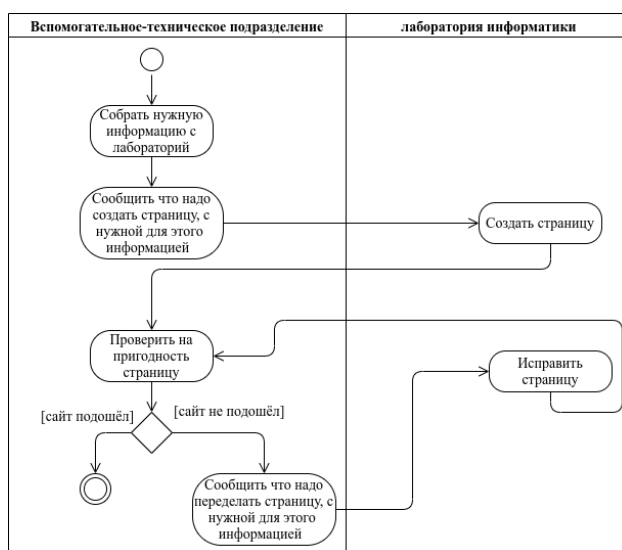 Вспомогательное-техническое подразделение
лаборатория информатики
Собрать нужную
информацию с
лабораторий
Сообщить что надо
создать страницу, с
нужной для этого
информацией
Создать страницу
Проверить на
пригодность
страницу
Исправить
страницу
[сайт подошёл]
[сайт не подошёл]
Сообщить что надо
переделать страницу, с
нужной для этого
информацией